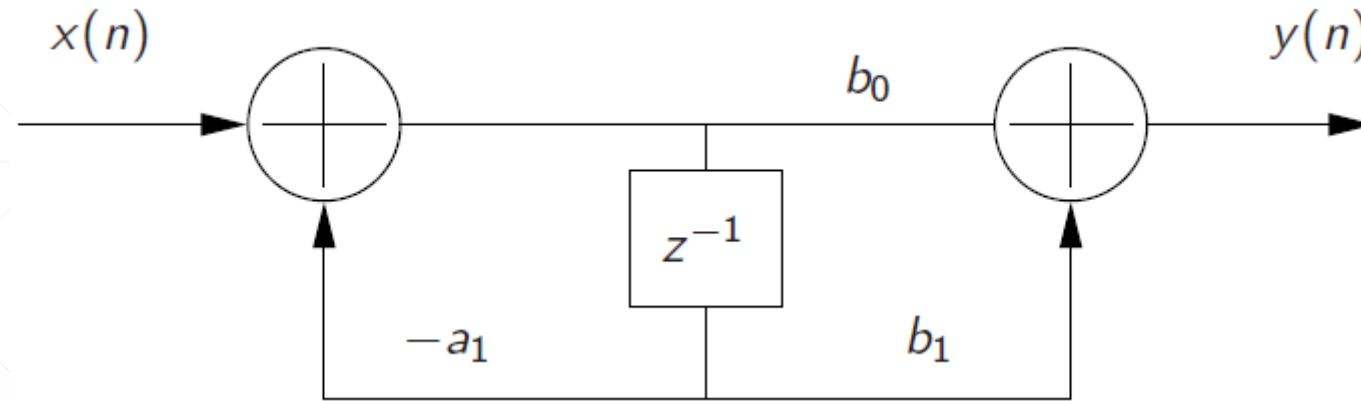 x(n)
b₀
y(n)
z⁻¹
−a₁
b₁